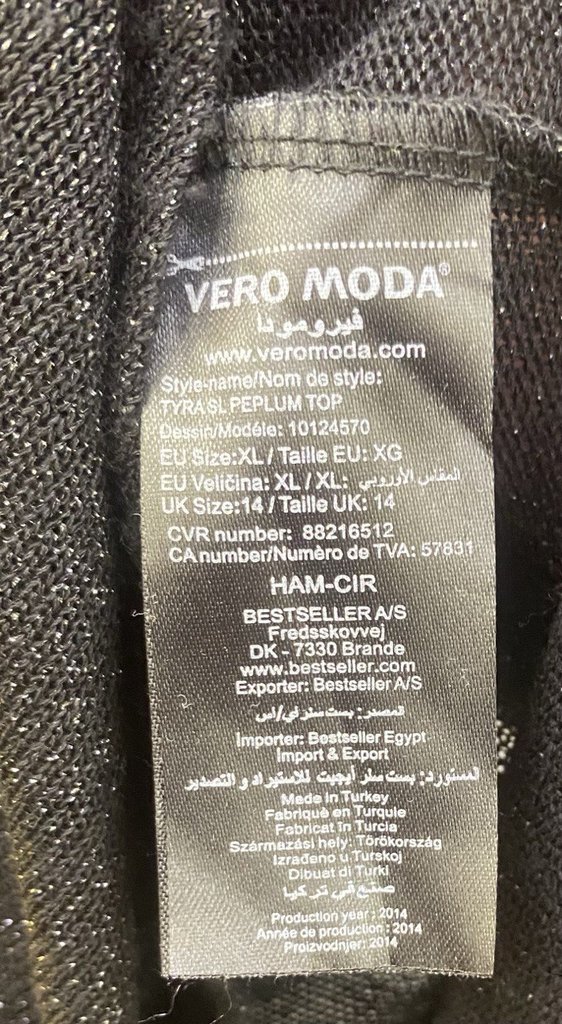 VERO MODA®
فيرومودا
www.veromoda.com
Style-name/Nom de style:
TYRA SL PEPLUM TOP
Dessin/Modéle: 10124570
EU Size:XL / Taille EU: XG
EU Veličina: XL / XL: المقاس الأوروبي
UK Size:14 / Taille UK: 14
CVR number: 88216512
CA number/Numèro de TVA: 57831
HAM-CIR
BESTSELLER A/S
Fredsskovvej
DK - 7330 Brande
www.bestseller.com
Exporter: Bestseller A/S
المصدر: بست سلر في/اس
Importer: Bestseller Egypt
Import & Export
المستورد: بست سلر أيجيبت للاستيراد و التصدير
Made in Turkey
Fabriqué en Turquie
Fabricat în Turcia
Származási hely: Törökország
Izrađeno u Turskoj
Dibuat di Turki
صنع في تركيا
Production year : 2014
Année de production : 2014
Proizvodnjer: 2014